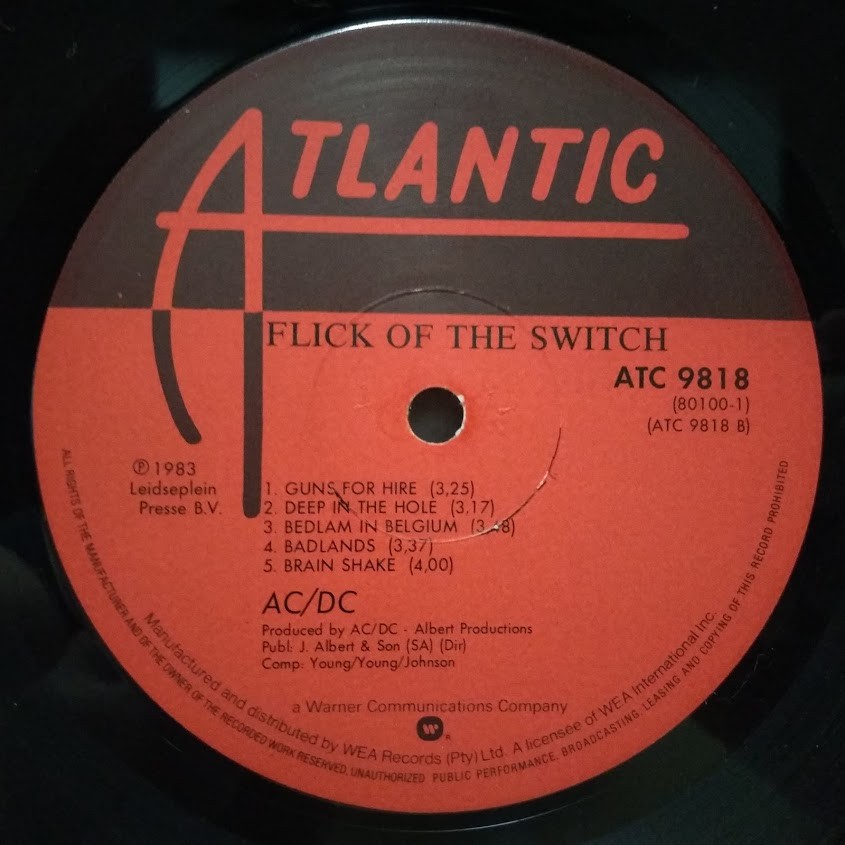 ATLANTIC
FLICK OF THE SWITCH
ATC 9818
(80100-1)
(ATC 9818 B)
℗ 1983
Leidseplein
Presse B.V.
1. GUNS FOR HIRE (3,25)
2. DEEP IN THE HOLE (3,17)
3. BEDLAM IN BELGIUM (3,48)
4. BADLANDS (3,37)
5. BRAIN SHAKE (4,00)
AC/DC
Produced by AC/DC - Albert Productions
Publ: J. Albert & Son (SA) (Dir)
Comp: Young/Young/Johnson
a Warner Communications Company
W ®
Manufactured and distributed by WEA Records (Pty) Ltd. A licensee of WEA International Inc.
ALL RIGHTS OF THE MANUFACTURER AND OF THE OWNER OF THE RECORDED WORK RESERVED. UNAUTHORIZED PUBLIC PERFORMANCE, BROADCASTING, LEASING AND COPYING OF THIS RECORD PROHIBITED